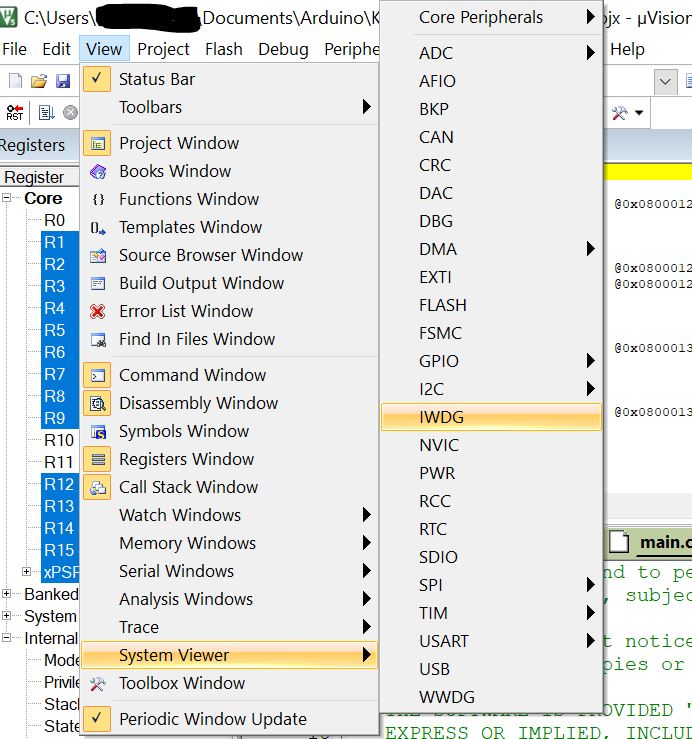 C:\Users\ \Documents\Arduino\K
ojx - µVision
File Edit View Project Flash Debug Periphe Help
Registers
Register
Core
R0
R1
R2
R3
R4
R5
R6
R7
R8
R9
R10
R11
R12
R13
R14
R15
xPSR
Banked
System
Internal
Mode
Privile
Stack
State
RST
Status Bar
Toolbars
Project Window
Books Window
Functions Window
Templates Window
Source Browser Window
Build Output Window
Error List Window
Find In Files Window
Command Window
Disassembly Window
Symbols Window
Registers Window
Call Stack Window
Watch Windows
Memory Windows
Serial Windows
Analysis Windows
Trace
System Viewer
Toolbox Window
Periodic Window Update
Core Peripherals
ADC
AFIO
BKP
CAN
CRC
DAC
DBG
DMA
EXTI
FLASH
FSMC
GPIO
I2C
IWDG
NVIC
PWR
RCC
RTC
SDIO
SPI
TIM
USART
USB
WWDG
@0x0800012
@0x0800012
@0x0800012
@0x0800013
@0x0800013
main.c
nd to pe
, subjec
t notice
pies or
THE SOFTWARE IS PROVIDED "
EXPRESS OR IMPLIED, INCLUD